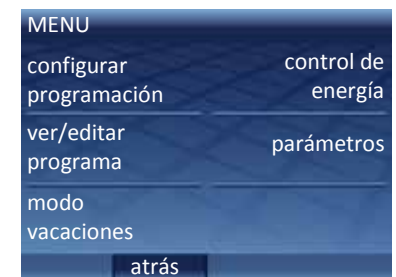 MENU
configurar
programación
control de
energía
ver/editar
programa
parámetros
modo
vacaciones
atrás